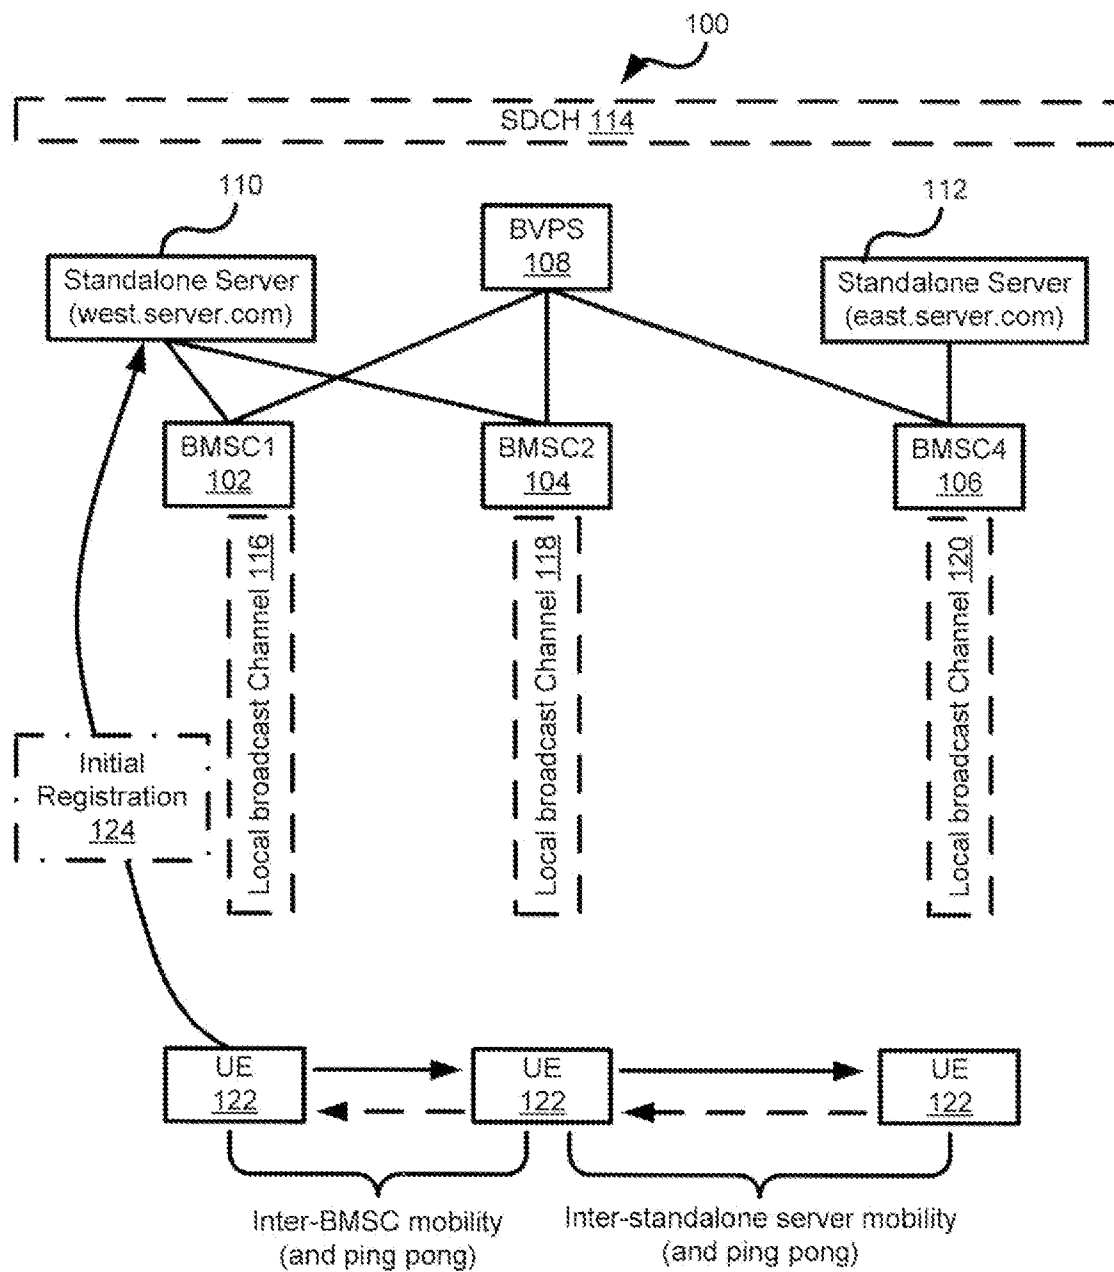 100
SDCH 114
110
BVPS
108
112
Standalone Server
(west.server.com)
Standalone Server
(east.server.com)
BMSC1
102
BMSC2
104
BMSC4
106
Local broadcast Channel 116
Local broadcast Channel 118
Local broadcast Channel 120
Initial
Registration
124
UE
122
UE
122
UE
122
Inter-BMSC mobility
(and ping pong)
Inter-standalone server mobility
(and ping pong)